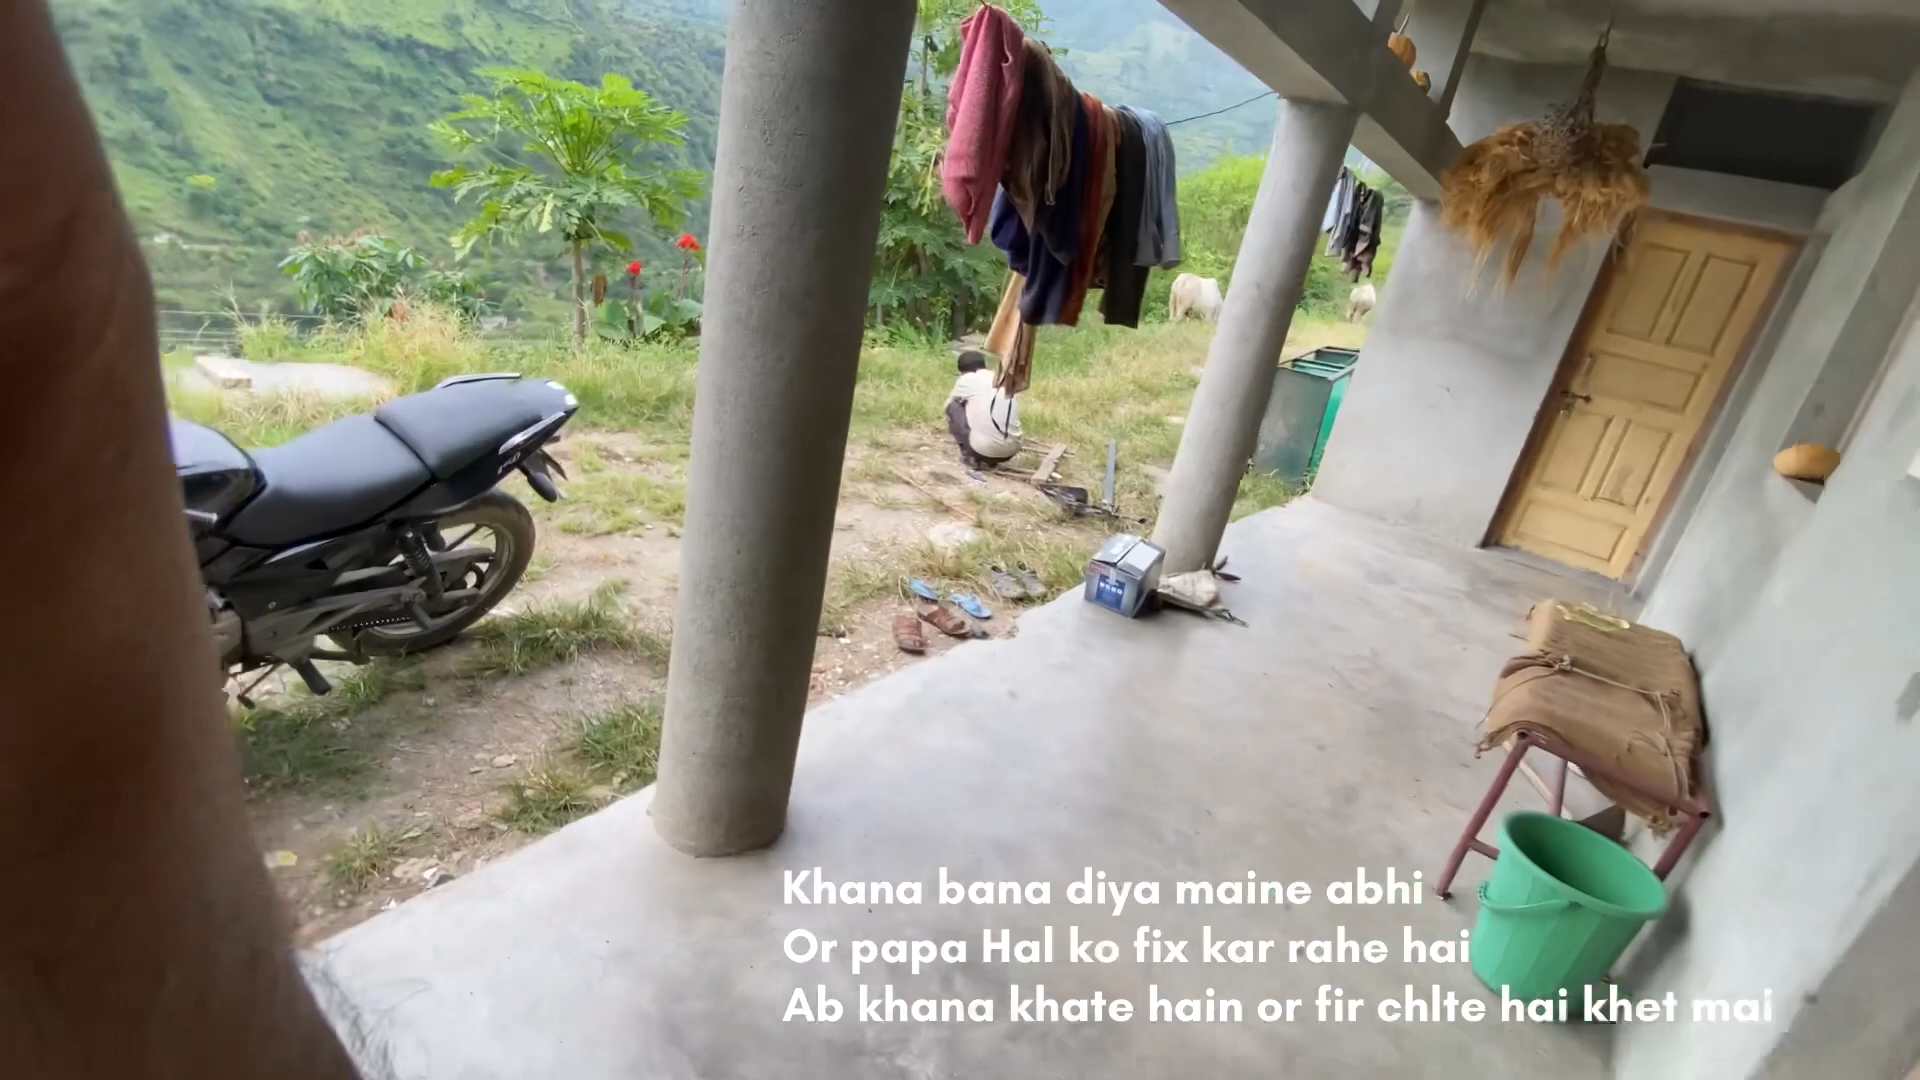 Khana bana diya maine abhi
Or papa Hal ko fix kar rahe hai
Ab khana khate hain or fir chlte hai khet mai